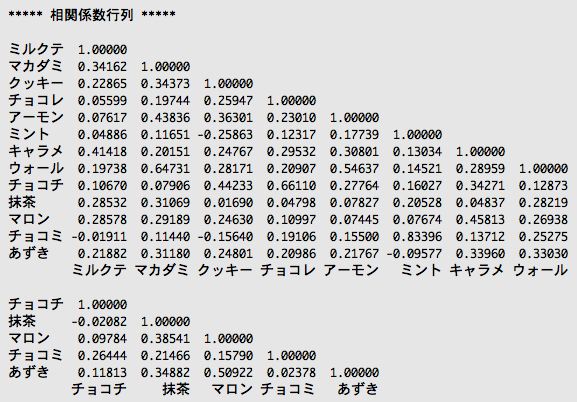 ***** 相関係数行列 *****
ミルクテ 1.00000
マカダミ 0.34162 1.00000
クッキー 0.22865 0.34373 1.00000
チョコレ 0.05599 0.19744 0.25947 1.00000
アーモン 0.07617 0.43836 0.36301 0.23010 1.00000
ミント 0.04886 0.11651 -0.25863 0.12317 0.17739 1.00000
キャラメ 0.41418 0.20151 0.24767 0.29532 0.30801 0.13034 1.00000
ウォール 0.19738 0.64731 0.28171 0.20907 0.54637 0.14521 0.28959 1.00000
チョコチ 0.10670 0.07906 0.44233 0.66110 0.27764 0.16027 0.34271 0.12873
抹茶 0.28532 0.31069 0.01690 0.04798 0.07827 0.20528 0.04837 0.28219
マロン 0.28578 0.29189 0.24630 0.10997 0.07445 0.07674 0.45813 0.26938
チョコミ -0.01911 0.11440 -0.15640 0.19106 0.15500 0.83396 0.13712 0.25275
あずき 0.21882 0.31180 0.24801 0.20986 0.21767 -0.09577 0.33960 0.33030
ミルクテ マカダミ クッキー チョコレ アーモン ミント キャラメ ウォール
チョコチ 1.00000
抹茶 -0.02082 1.00000
マロン 0.09784 0.38541 1.00000
チョコミ 0.26444 0.21466 0.15790 1.00000
あずき 0.11813 0.34882 0.50922 0.02378 1.00000
チョコチ 抹茶 マロン チョコミ あずき